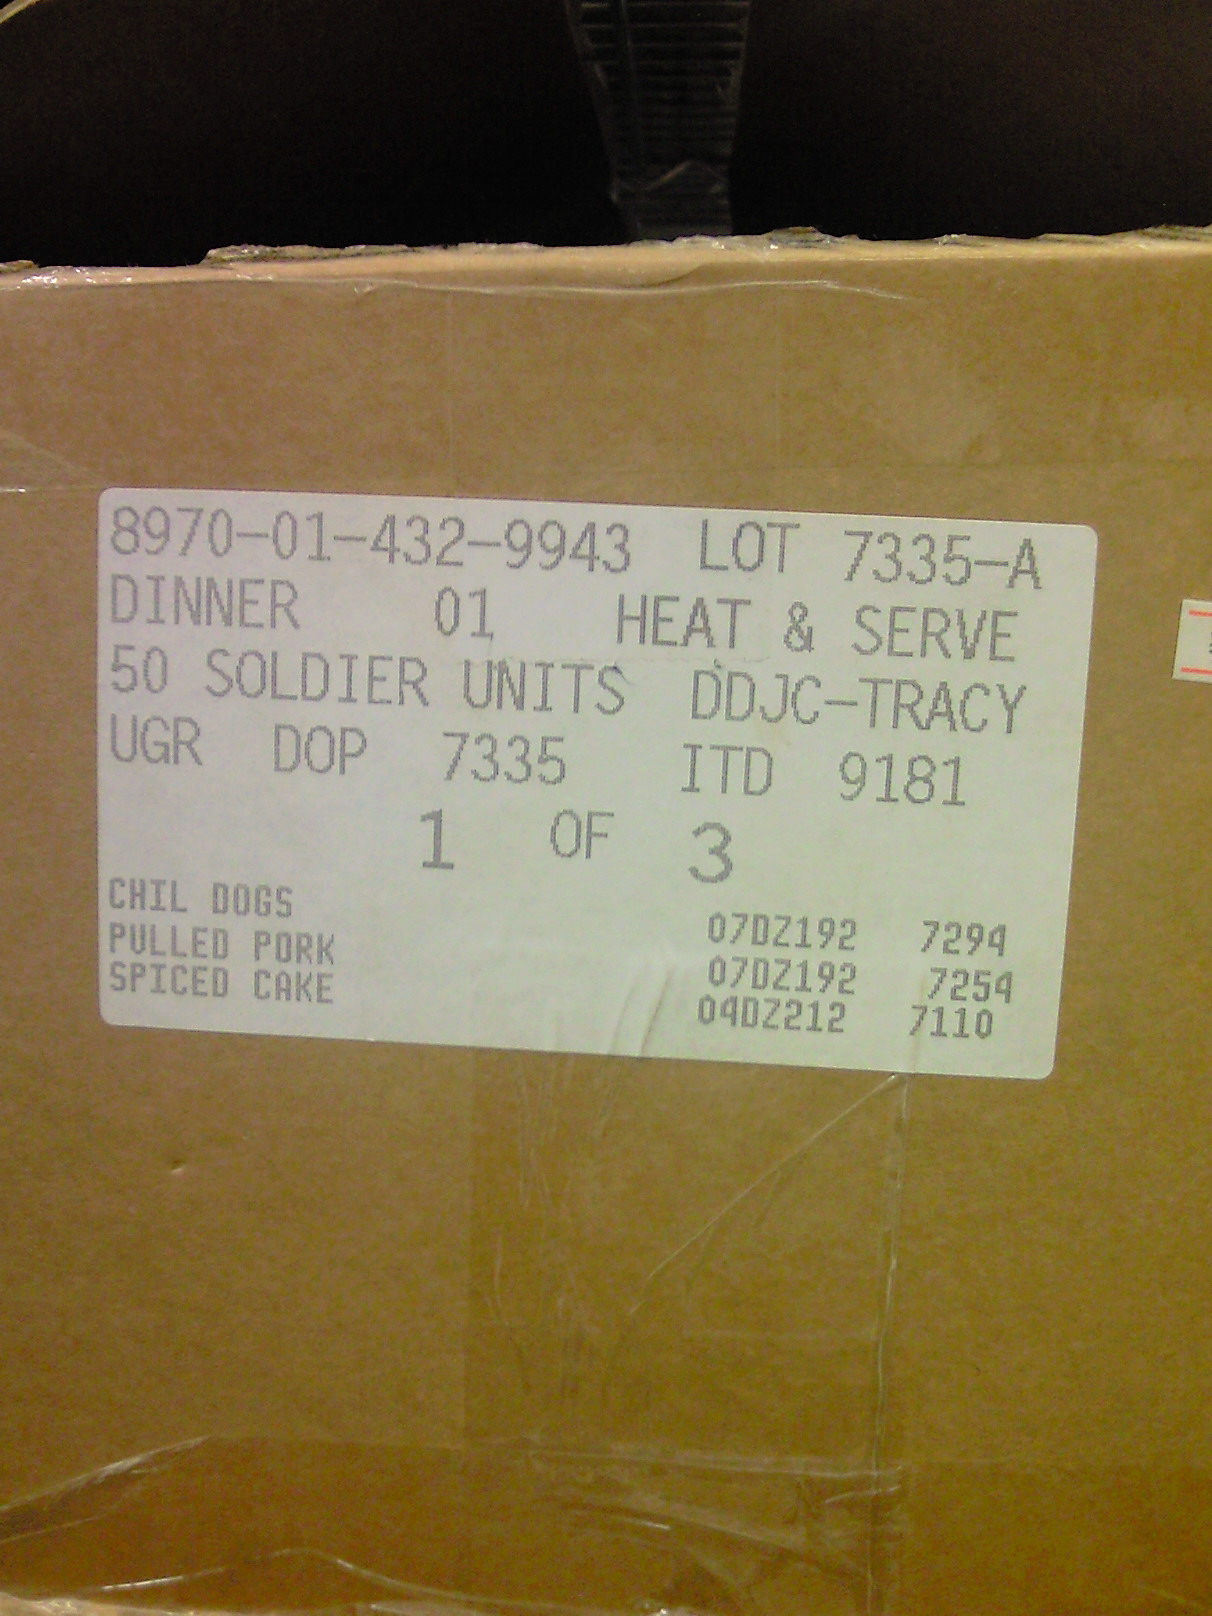 8970-01-432-9943 LOT 7335-A
DINNER 01 HEAT & SERVE
50 SOLDIER UNITS DDJC-TRACY
UGR DOP 7335 ITD 9181
1 OF 3
CHIL DOGS 07DZ192 7294
PULLED PORK 07DZ192 7254
SPICED CAKE 04DZ212 7110